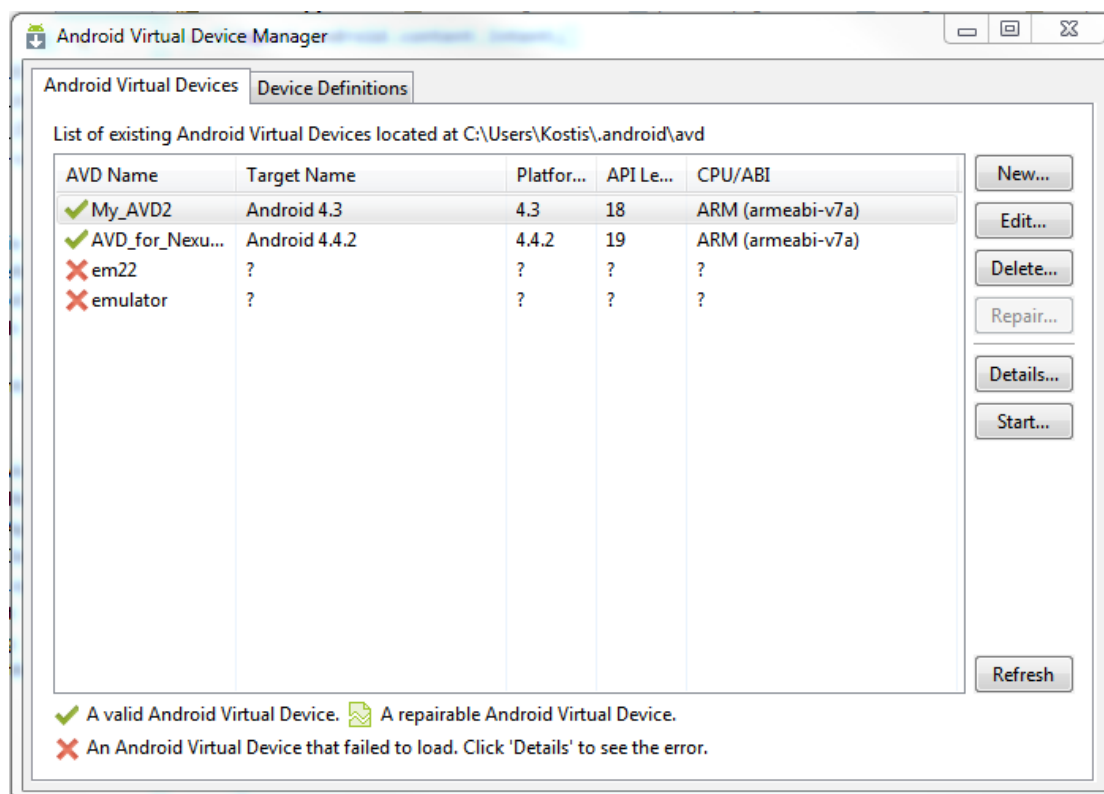 Android Virtual Device Manager
Android Virtual Devices
Device Definitions
List of existing Android Virtual Devices located at C:\Users\Kostis\.android\avd
AVD Name Target Name Platfor... API Le... CPU/ABI
My_AVD2 Android 4.3 4.3 18 ARM (armeabi-v7a)
AVD_for_Nexu... Android 4.4.2 4.4.2 19 ARM (armeabi-v7a)
em22 ? ? ? ?
emulator ? ? ? ?
New...
Edit...
Delete...
Repair...
Details...
Start...
Refresh
A valid Android Virtual Device. A repairable Android Virtual Device.
An Android Virtual Device that failed to load. Click 'Details' to see the error.